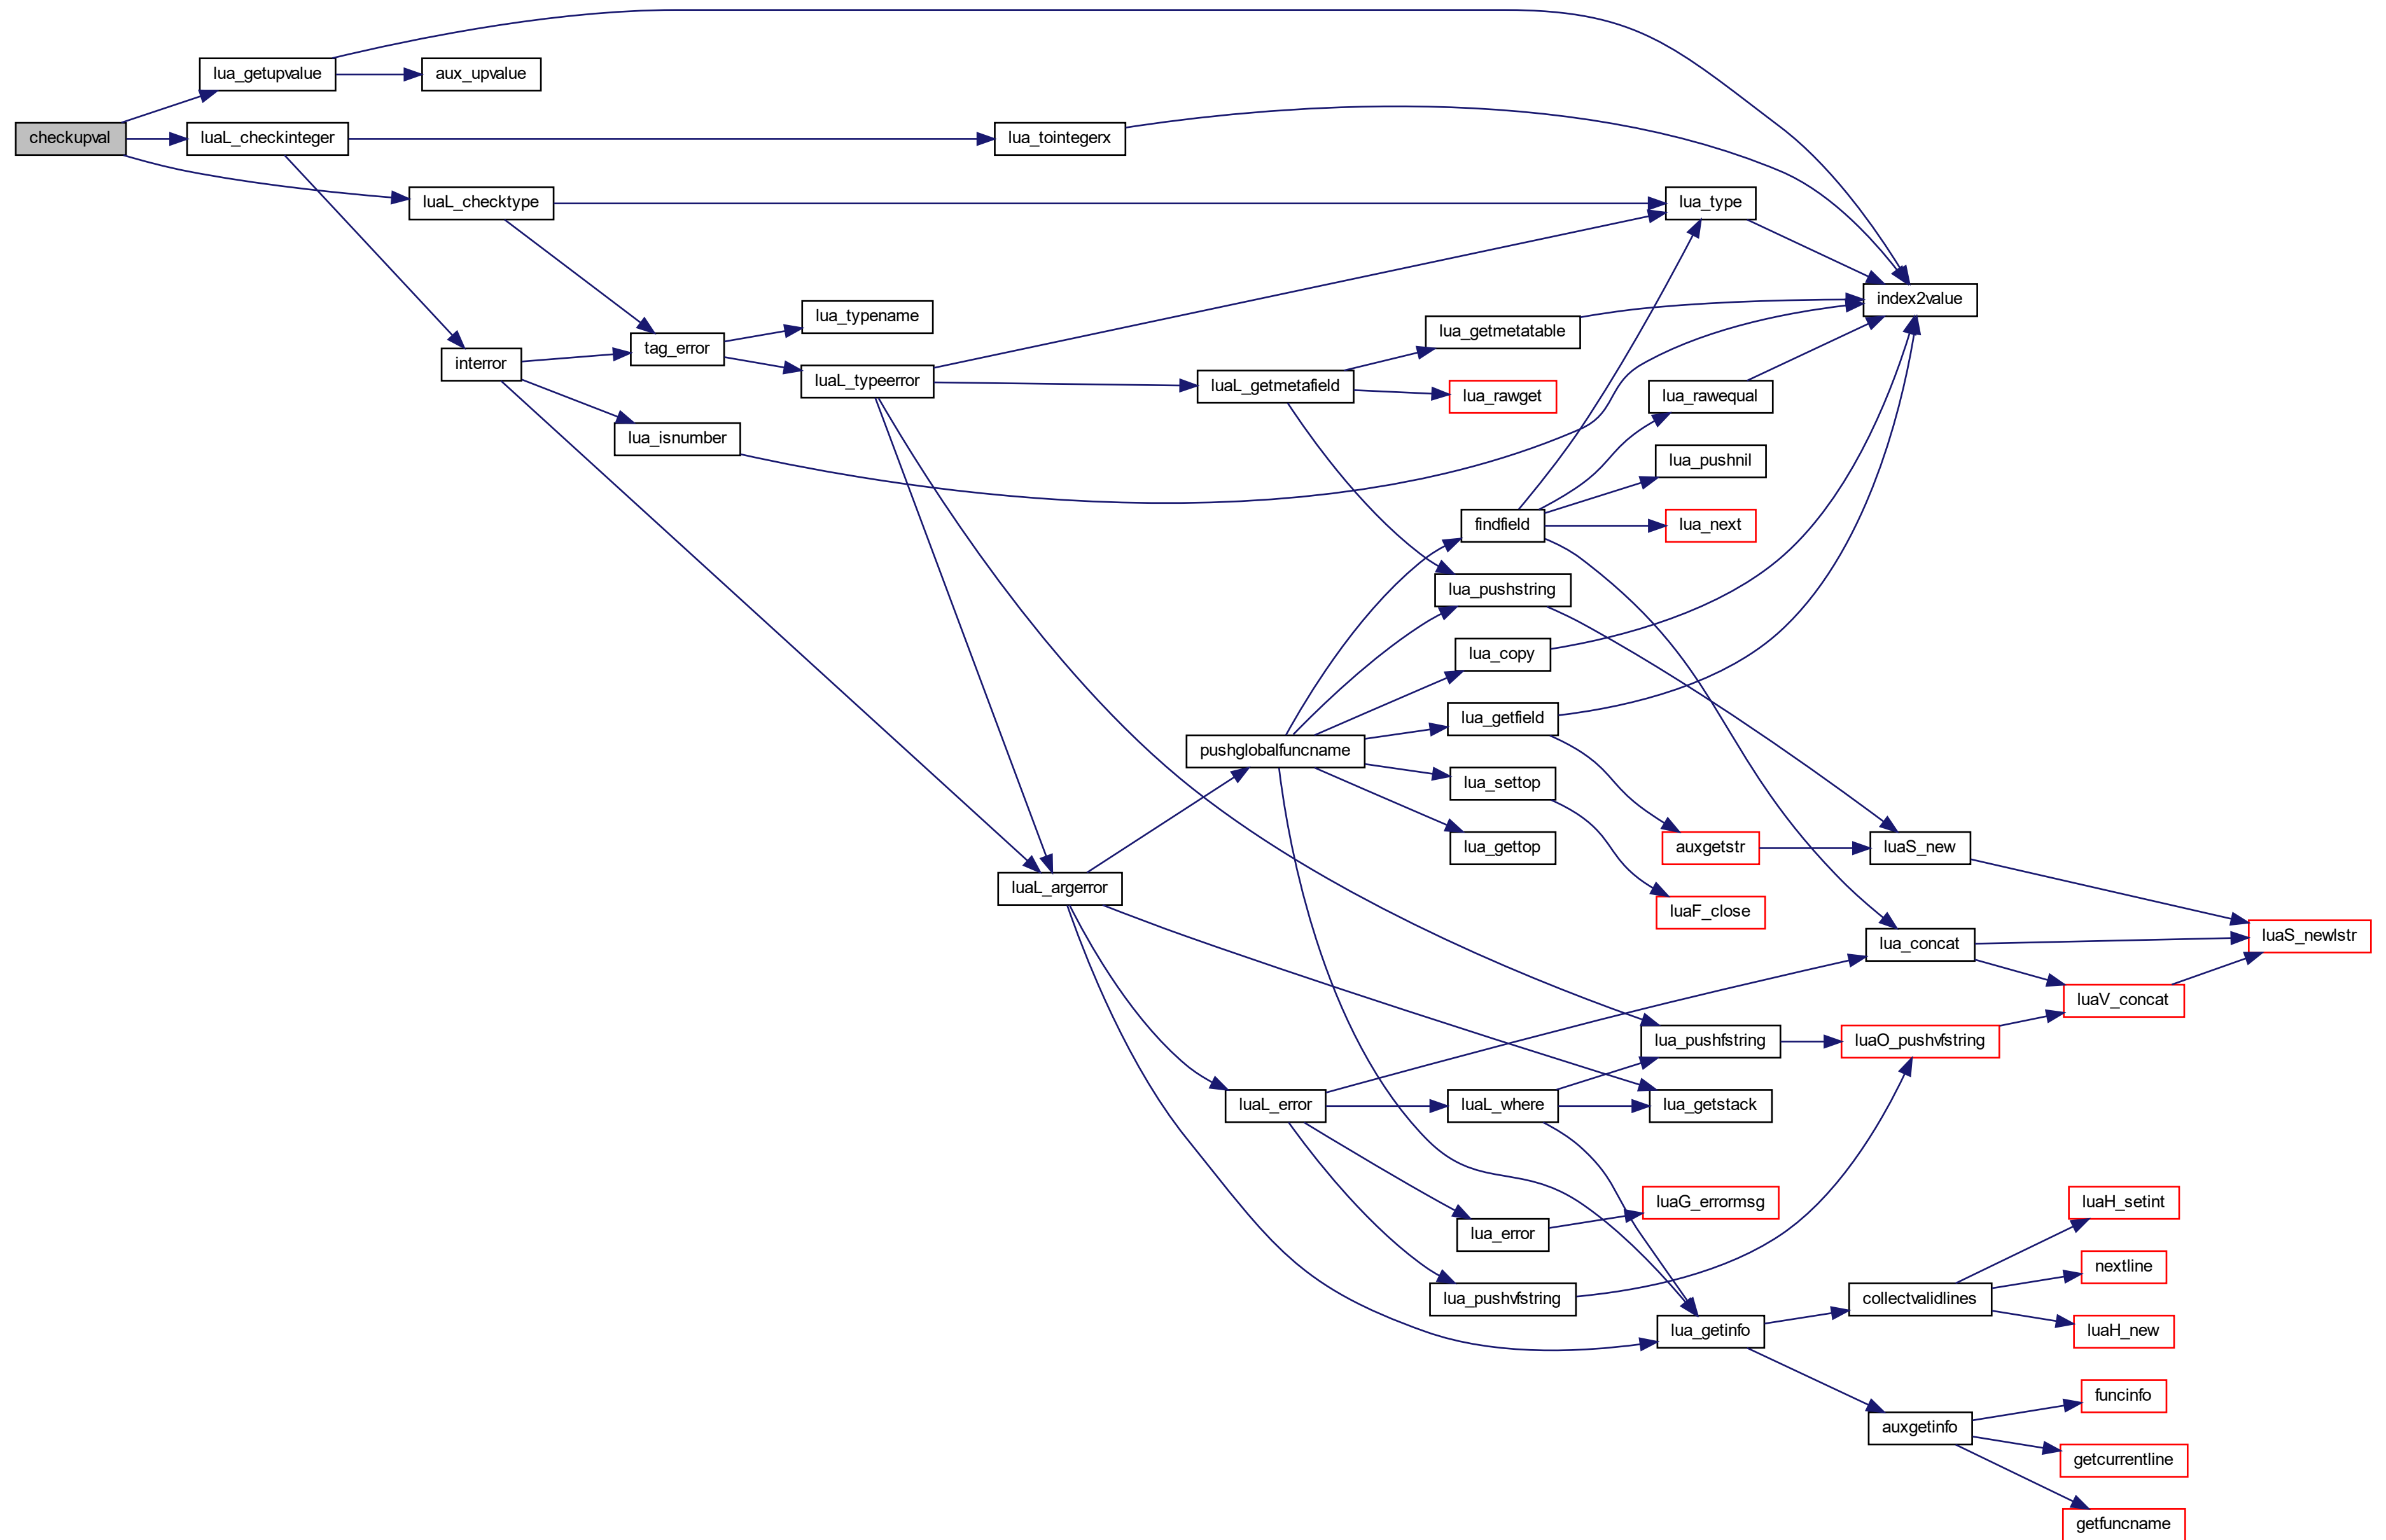 lua_getupvalue
aux_upvalue
checkupval
luaL_checkinteger
lua_tointegerx
luaL_checktype
lua_type
index2value
lua_typename
lua_getmetatable
tag_error
interror
luaL_typeerror
luaL_getmetafield
lua_rawget
lua_rawequal
lua_isnumber
lua_pushnil
findfield
lua_next
lua_pushstring
lua_copy
lua_getfield
pushglobalfuncname
lua_settop
lua_gettop
auxgetstr
luaS_new
luaL_argerror
luaF_close
lua_concat
luaS_newlstr
luaV_concat
lua_pushfstring
luaO_pushvfstring
luaL_error
luaL_where
lua_getstack
luaG_errormsg
luaH_setint
lua_error
nextline
lua_pushvfstring
collectvalidlines
lua_getinfo
luaH_new
funcinfo
auxgetinfo
getcurrentline
getfuncname